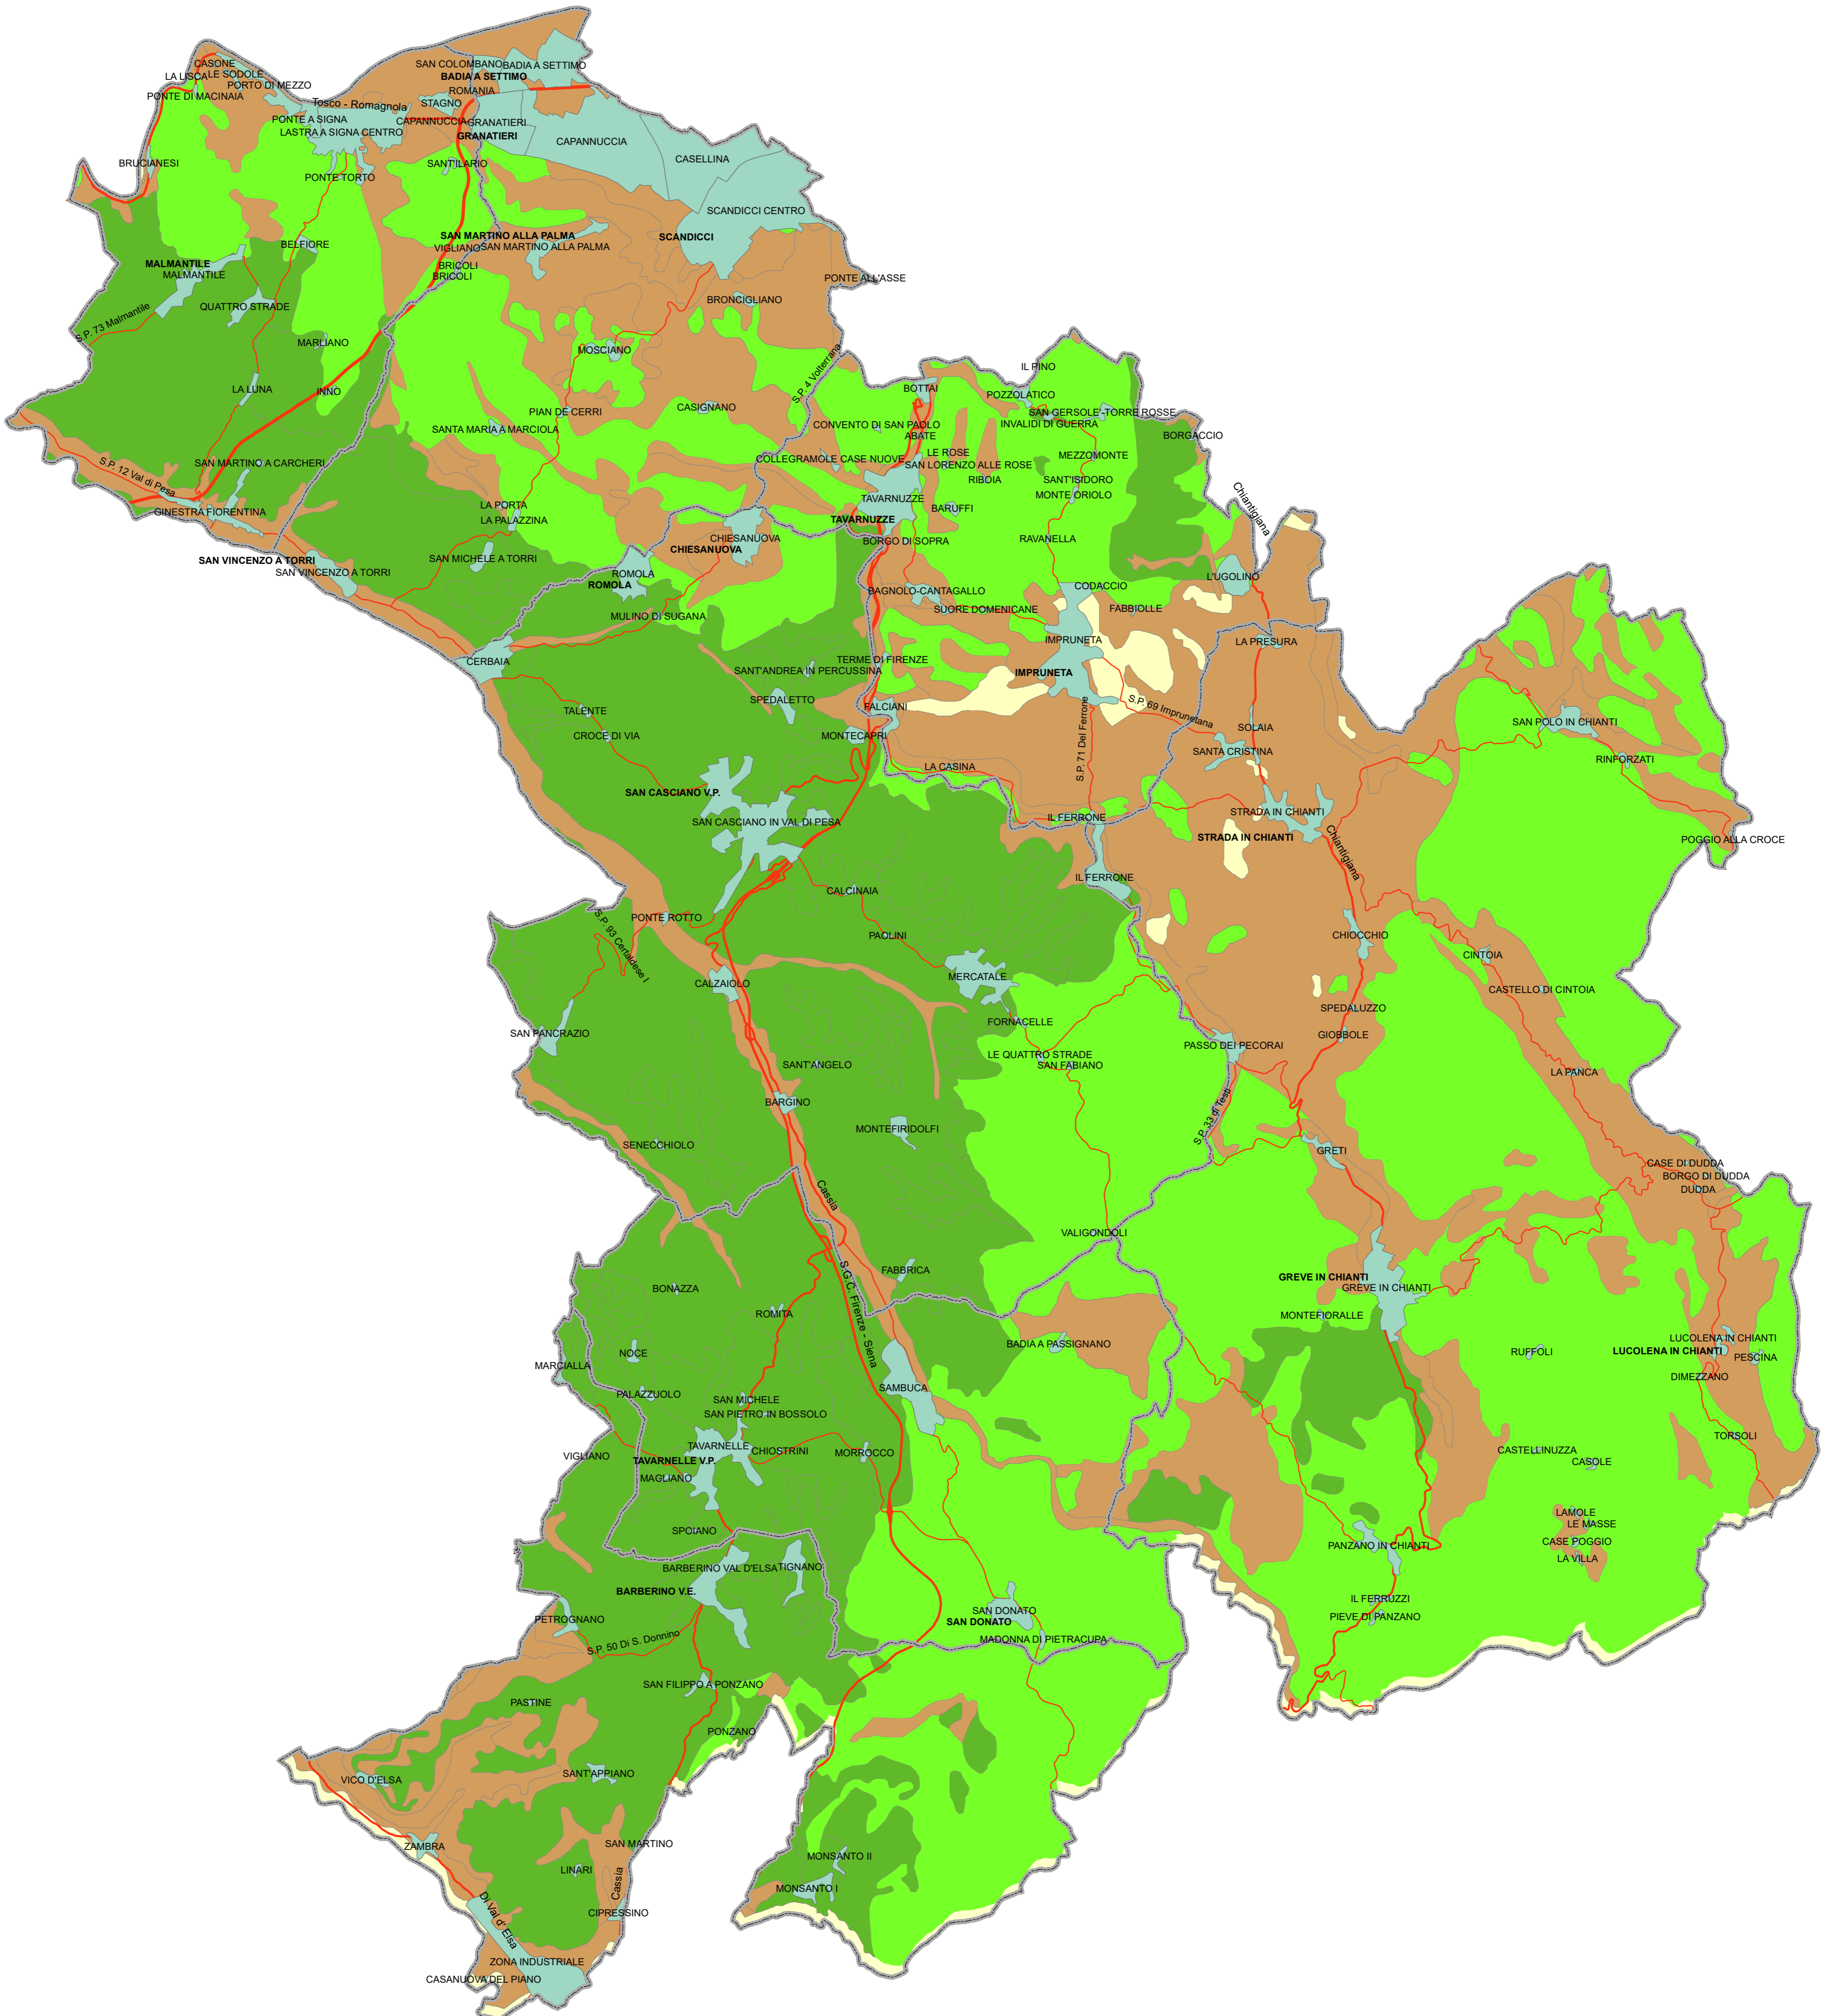 CASONE
LA LISCA
LE SODOLE
PORTO DI MEZZO
PONTE DI MACINAIA
Tosco - Romagnola
SAN COLOMBANO
BADIA A SETTIMO
BADIA A SETTIMO
ROMANIA
STAGNO
PONTE A SIGNA
CAPANNUCCIA
GRANATIERI
LASTRA A SIGNA CENTRO
GRANATIERI
CAPANNUCCIA
CASELLINA
BRUCIANESI
SANT'ILARIO
PONTE TORTO
SCANDICCI CENTRO
SAN MARTINO ALLA PALMA
SCANDICCI
BELFIORE
VIGLIANO
SAN MARTINO ALLA PALMA
MALMANTILE
MALMANTILE
BRICOLI
BRICOLI
PONTE ALL'ASSE
QUATTRO STRADE
BRONCIGLIANO
S.P. 73 Malmantile
MARLIANO
MOSCIANO
S.P. 4 Volterrana
IL PINO
LA LUNA
INNO
BOTTAI
POZZOLATICO
PIAN DE CERRI
CASIGNANO
SAN GERSOLE'-TORRE ROSSE
SANTA MARIA A MARCIOLA
CONVENTO DI SAN PAOLO
INVALIDI DI GUERRA
ABATE
BORGACCIO
LE ROSE
MEZZOMONTE
S.P. 12 Val di Pesa
SAN MARTINO A CARCHERI
COLLEGRAMOLE CASE NUOVE
SAN LORENZO ALLE ROSE
RIBOIA
SANT'ISIDORO
MONTE ORIOLO
Chiantigiana
TAVARNUZZE
LA PORTA
BARUFFI
GINESTRA FIORENTINA
LA PALAZZINA
TAVARNUZZE
CHIESANUOVA
CHIESANUOVA
BORGO DI SOPRA
RAVANELLA
SAN VINCENZO A TORRI
SAN VINCENZO A TORRI
SAN MICHELE A TORRI
ROMOLA
ROMOLA
L'UGOLINO
BAGNOLO-CANTAGALLO
CODACCIO
SUORE DOMENICANE
FABBIOLLE
MULINO DI SUGANA
IMPRUNETA
LA PRESURA
CERBAIA
TERME DI FIRENZE
SANT'ANDREA IN PERCUSSINA
IMPRUNETA
SPEDALETTO
FALCIANI
S.P. 69 Imprunetana
TALENTE
CROCE DI VIA
MONTECAPRI
S.P. 71 Del Ferrone
SOLAIA
SANTA CRISTINA
SAN POLO IN CHIANTI
RINFORZATI
LA CASINA
SAN CASCIANO V.P.
SAN CASCIANO IN VAL DI PESA
IL FERRONE
STRADA IN CHIANTI
STRADA IN CHIANTI
Chiantigiana
POGGIO ALLA CROCE
IL FERRONE
CALCINAIA
PONTE ROTTO
S.P. 93 Certaldese I
PAOLINI
CHIOCCHIO
CINTOIA
MERCATALE
CALZAIOLO
CASTELLO DI CINTOIA
SPEDALUZZO
FORNACELLE
SAN PANCRAZIO
GIOBBOLE
PASSO DEI PECORAI
LE QUATTRO STRADE
SAN FABIANO
SANT'ANGELO
LA PANCA
BARGINO
S.P. 33 di Testi
MONTEFIRIDOLFI
SENECCHIOLO
GRETI
CASE DI DUDDA
BORGO DI DUDDA
DUDDA
Cassia
VALIGONDOLI
FABBRICA
GREVE IN CHIANTI
GREVE IN CHIANTI
BONAZZA
S.G.C. Firenze - Siena
ROMITA
MONTEFIORALLE
BADIA A PASSIGNANO
LUCOLENA IN CHIANTI
LUCOLENA IN CHIANTI
NOCE
RUFFOLI
PESCINA
MARCIALLA
DIMEZZANO
PALAZZUOLO
SAMBUCA
SAN MICHELE
SAN PIETRO IN BOSSOLO
TORSOLI
TAVARNELLE
CHIOSTRINI
MORROCCO
VIGLIANO
TAVARNELLE V.P.
CASTELLINUZZA
CASOLE
MAGLIANO
LAMOLE
LE MASSE
SPOIANO
CASE POGGIO
PANZANO IN CHIANTI
LA VILLA
BARBERINO VAL D'ELSA
TIGNANO
BARBERINO V.E.
IL FERRUZZI
PIEVE DI PANZANO
SAN DONATO
SAN DONATO
PETROGNANO
MADONNA DI PIETRACUPA
S.P. 50 Di S. Donnino
SAN FILIPPO A PONZANO
PASTINE
PONZANO
SANT'APPIANO
VICO D'ELSA
ZAMBRA
SAN MARTINO
MONSANTO II
LINARI
MONSANTO I
Cassia
CIPRESSINO
Di Val d' Elsa
ZONA INDUSTRIALE
CASANUOVA DEL PIANO